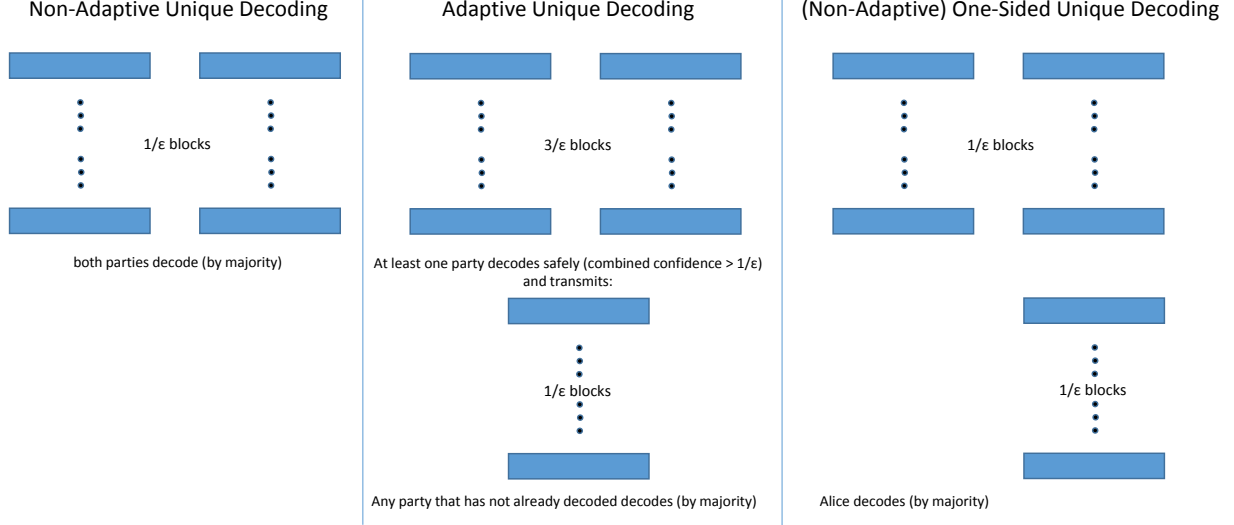 Non-Adaptive Unique Decoding
1/ε blocks
both parties decode (by majority)
Adaptive Unique Decoding
3/ε blocks
At least one party decodes safely (combined confidence > 1/ε)
and transmits:
1/ε blocks
Any party that has not already decoded decodes (by majority)
(Non-Adaptive) One-Sided Unique Decoding
1/ε blocks
1/ε blocks
Alice decodes (by majority)